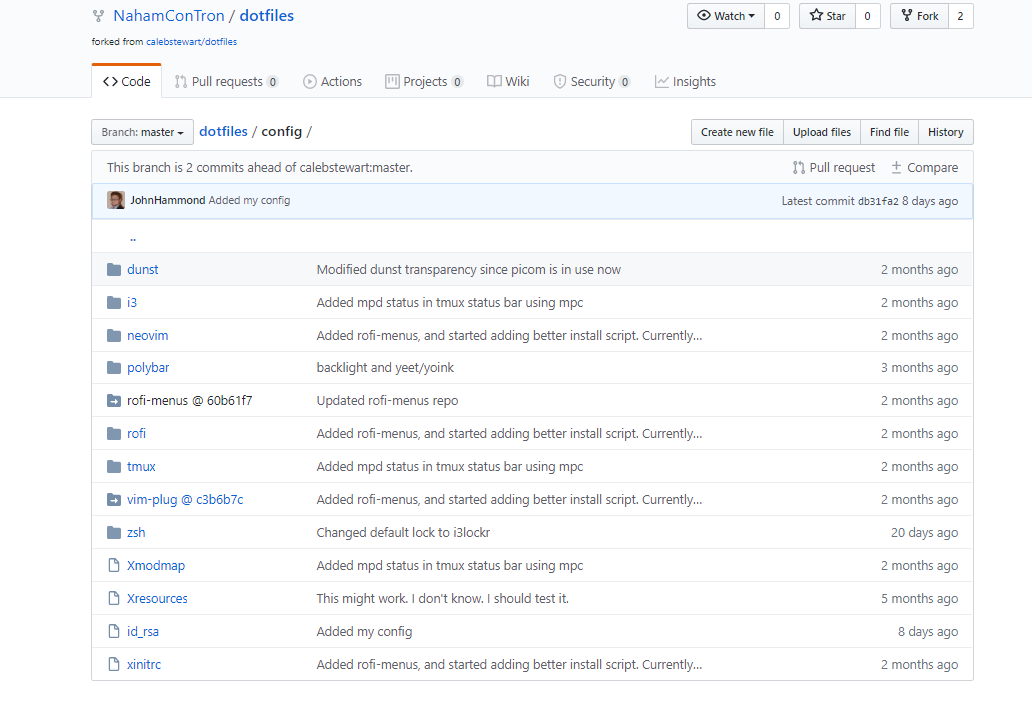 NahamConTron / dotfiles
Watch 0 Star 0 Fork 2
forked from calebstewart/dotfiles
Code Pull requests 0 Actions Projects 0 Wiki Security 0 Insights
Branch: master dotfiles / config / Create new file Upload files Find file History
This branch is 2 commits ahead of calebstewart:master. Pull request Compare
JohnHammond Added my config Latest commit db31fa2 8 days ago
..
dunst Modified dunst transparency since picom is in use now 2 months ago
i3 Added mpd status in tmux status bar using mpc 2 months ago
neovim Added rofi-menus, and started adding better install script. Currently... 2 months ago
polybar backlight and yeet/yoink 3 months ago
rofi-menus @ 60b61f7 Updated rofi-menus repo 2 months ago
rofi Added rofi-menus, and started adding better install script. Currently... 2 months ago
tmux Added mpd status in tmux status bar using mpc 2 months ago
vim-plug @ c3b6b7c Added rofi-menus, and started adding better install script. Currently... 2 months ago
zsh Changed default lock to i3lockr 20 days ago
Xmodmap Added mpd status in tmux status bar using mpc 2 months ago
Xresources This might work. I don't know. I should test it. 5 months ago
id_rsa Added my config 8 days ago
xinitrc Added rofi-menus, and started adding better install script. Currently... 2 months ago